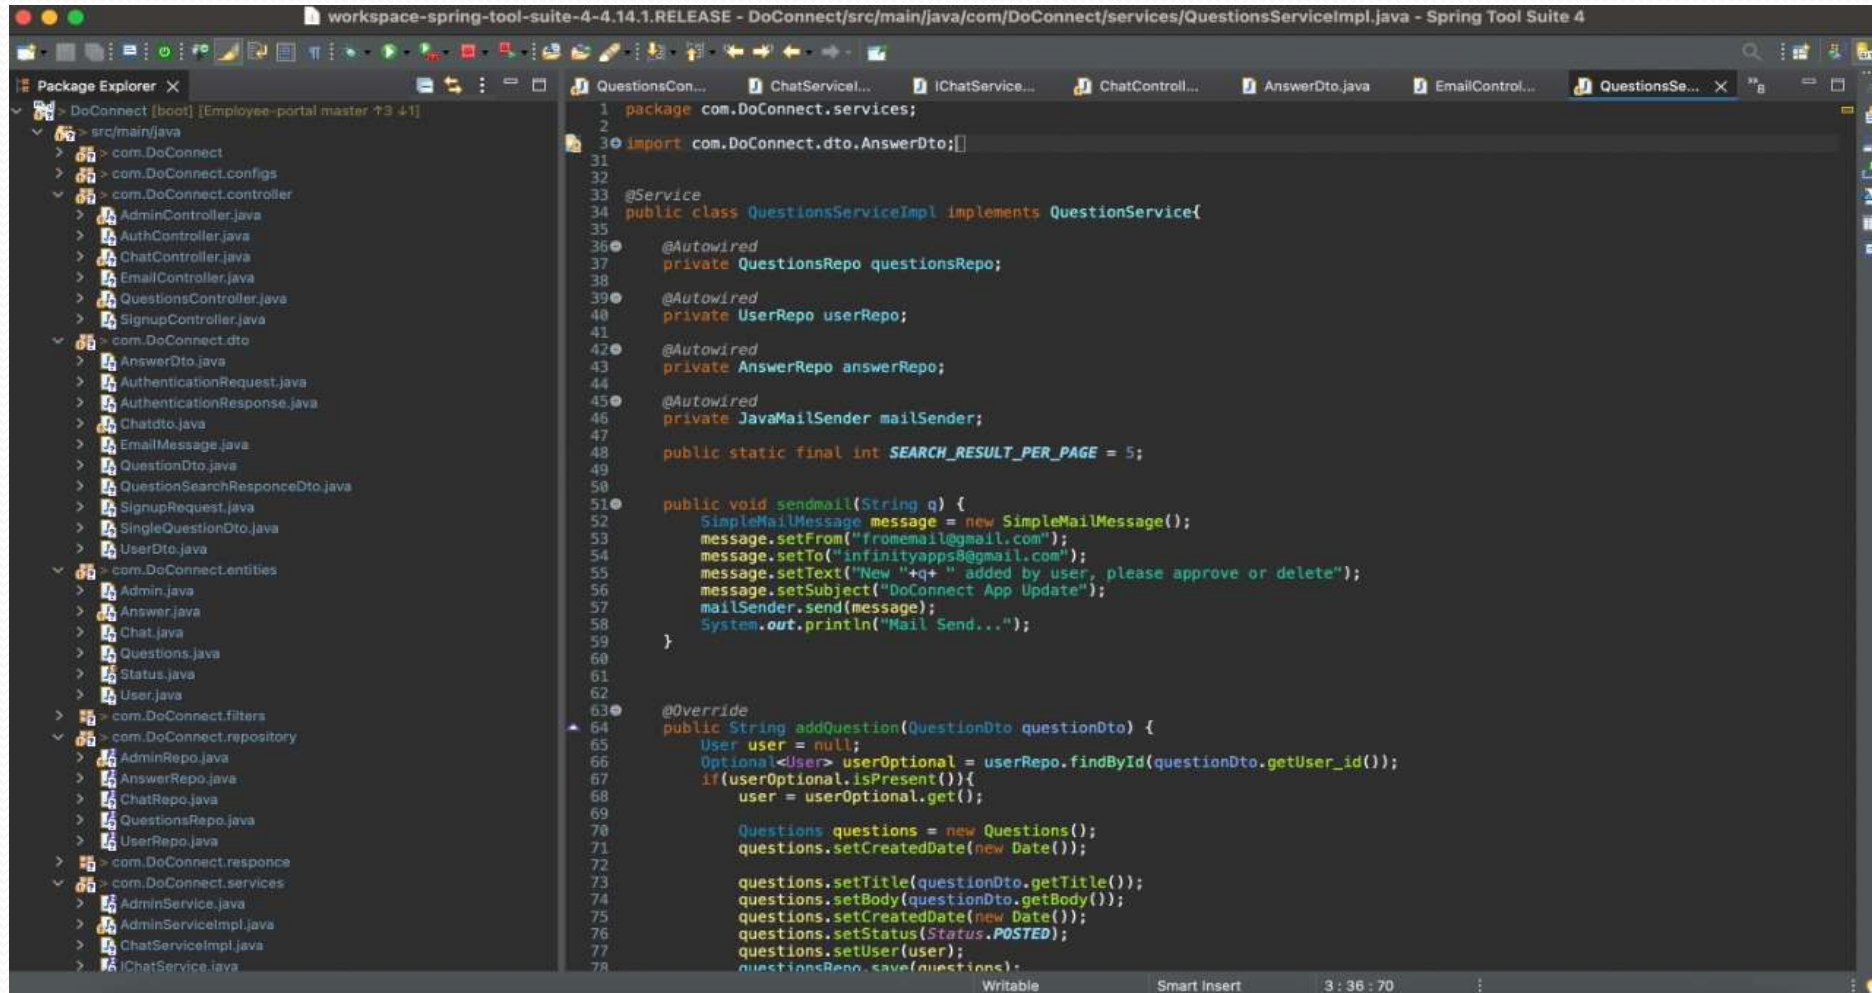 workspace-spring-tool-suite-4-4.14.1.RELEASE - DoConnect/src/main/java/com/DoConnect/services/QuestionsServiceImpl.java - Spring Tool Suite 4
Package Explorer
> DoConnect [boot] [Employee-portal master ↑3 ↓1]
> src/main/java
> com.DoConnect
> com.DoConnect.configs
> com.DoConnect.controller
AdminController.java
AuthController.java
ChatController.java
EmailController.java
QuestionsController.java
SignupController.java
> com.DoConnect.dto
AnswerDto.java
AuthenticationRequest.java
AuthenticationResponse.java
Chatdto.java
EmailMessage.java
QuestionDto.java
QuestionSearchResponceDto.java
SignupRequest.java
SingleQuestionDto.java
UserDto.java
> com.DoConnect.entities
Admin.java
Answer.java
Chat.java
Questions.java
Status.java
User.java
> com.DoConnect.filters
> com.DoConnect.repository
AdminRepo.java
AnswerRepo.java
ChatRepo.java
QuestionsRepo.java
UserRepo.java
> com.DoConnect.responce
> com.DoConnect.services
AdminService.java
AdminServiceImpl.java
ChatServiceImpl.java
IChatService.java
QuestionsCon... ChatServiceI... IChatService... ChatControll... AnswerDto.java EmailControl... QuestionsSe... 8
1 package com.DoConnect.services;
2
3 import com.DoConnect.dto.AnswerDto;
31
32
33 @Service
34 public class QuestionsServiceImpl implements QuestionService{
35
36 @Autowired
37 private QuestionsRepo questionsRepo;
38
39 @Autowired
40 private UserRepo userRepo;
41
42 @Autowired
43 private AnswerRepo answerRepo;
44
45 @Autowired
46 private JavaMailSender mailSender;
47
48 public static final int SEARCH_RESULT_PER_PAGE = 5;
49
50
51 public void sendmail(String q) {
52 SimpleMailMessage message = new SimpleMailMessage();
53 message.setFrom("fromemail@gmail.com");
54 message.setTo("infinityapps8@gmail.com");
55 message.setText("New "+q+ " added by user, please approve or delete");
56 message.setSubject("DoConnect App Update");
57 mailSender.send(message);
58 System.out.println("Mail Send...");
59 }
60
61
62
63 @Override
64 public String addQuestion(QuestionDto questionDto) {
65 User user = null;
66 Optional<User> userOptional = userRepo.findById(questionDto.getUser_id());
67 if(userOptional.isPresent()){
68 user = userOptional.get();
69
70 Questions questions = new Questions();
71 questions.setCreatedDate(new Date());
72
73 questions.setTitle(questionDto.getTitle());
74 questions.setBody(questionDto.getBody());
75 questions.setCreatedDate(new Date());
76 questions.setStatus(Status.POSTED);
77 questions.setUser(user);
78 questionsRepo.save(questions);
Writable Smart Insert 3 : 36 : 70